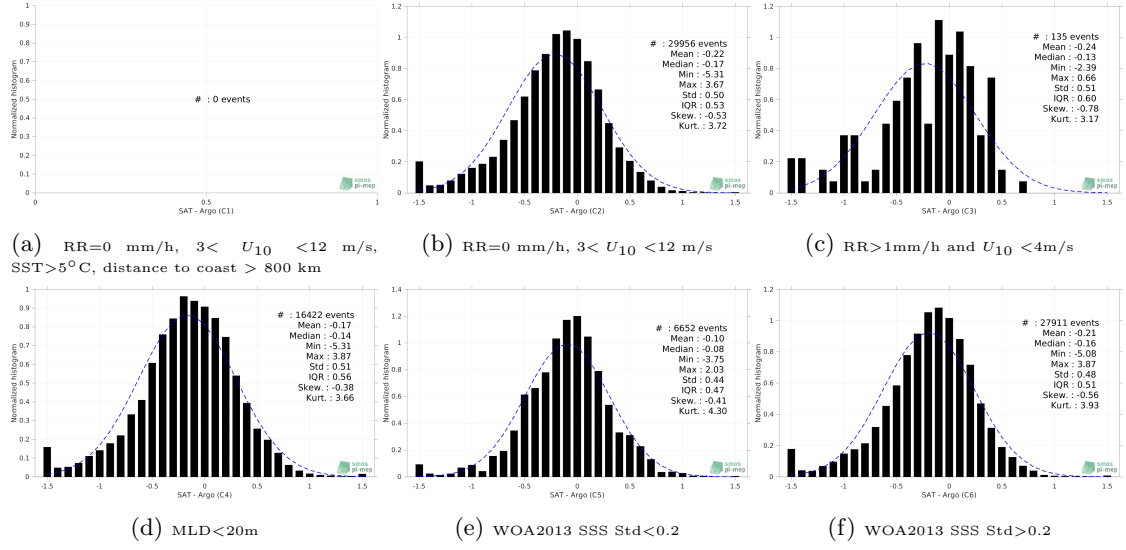 1
0.9
0.8
0.7
0.6
0.5
0.4
0.3
0.2
0.1
0
Normalized histogram
# : 0 events
smos
pi-mep
0 0.5 1
SAT - Argo (C1)
(a) RR=0 mm/h, 3< U10 <12 m/s,
SST>5°C, distance to coast > 800 km
1.2
1
0.8
0.6
0.4
0.2
0
Normalized histogram
# : 29956 events
Mean : -0.22
Median : -0.17
Min : -5.31
Max : 3.67
Std : 0.50
IQR : 0.53
Skew. : -0.53
Kurt. : 3.72
smos
pi-mep
-1.5 -1 -0.5 0 0.5 1 1.5
SAT - Argo (C2)
(b) RR=0 mm/h, 3< U10 <12 m/s
1.2
1
0.8
0.6
0.4
0.2
0
Normalized histogram
# : 135 events
Mean : -0.24
Median : -0.13
Min : -2.39
Max : 0.66
Std : 0.51
IQR : 0.60
Skew. : -0.78
Kurt. : 3.17
smos
pi-mep
-1.5 -1 -0.5 0 0.5 1 1.5
SAT - Argo (C3)
(c) RR>1mm/h and U10 <4m/s
1
0.9
0.8
0.7
0.6
0.5
0.4
0.3
0.2
0.1
0
Normalized histogram
# : 16422 events
Mean : -0.17
Median : -0.14
Min : -5.31
Max : 3.87
Std : 0.51
IQR : 0.56
Skew. : -0.38
Kurt. : 3.66
smos
pi-mep
-1.5 -1 -0.5 0 0.5 1 1.5
SAT - Argo (C4)
(d) MLD<20m
1.4
1.2
1
0.8
0.6
0.4
0.2
0
Normalized histogram
# : 6652 events
Mean : -0.10
Median : -0.08
Min : -3.75
Max : 2.03
Std : 0.44
IQR : 0.47
Skew. : -0.41
Kurt. : 4.30
smos
pi-mep
-1.5 -1 -0.5 0 0.5 1 1.5
SAT - Argo (C5)
(e) WOA2013 SSS Std<0.2
1.2
1
0.8
0.6
0.4
0.2
0
Normalized histogram
# : 27911 events
Mean : -0.21
Median : -0.16
Min : -5.08
Max : 3.87
Std : 0.48
IQR : 0.51
Skew. : -0.56
Kurt. : 3.93
smos
pi-mep
-1.5 -1 -0.5 0 0.5 1 1.5
SAT - Argo (C6)
(f) WOA2013 SSS Std>0.2